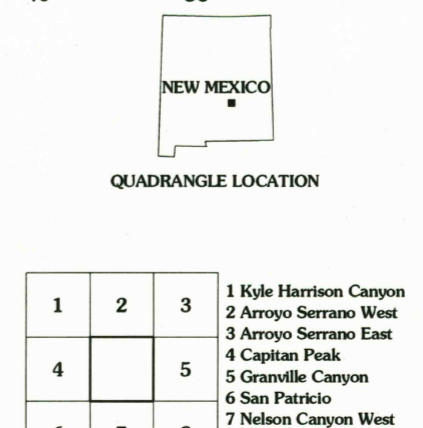 NEW MEXICO
QUADRANGLE LOCATION
1 2 3
4 5
1 Kyle Harrison Canyon
2 Arroyo Serrano West
3 Arroyo Serrano East
4 Capitan Peak
5 Granville Canyon
6 San Patricio
7 Nelson Canyon West